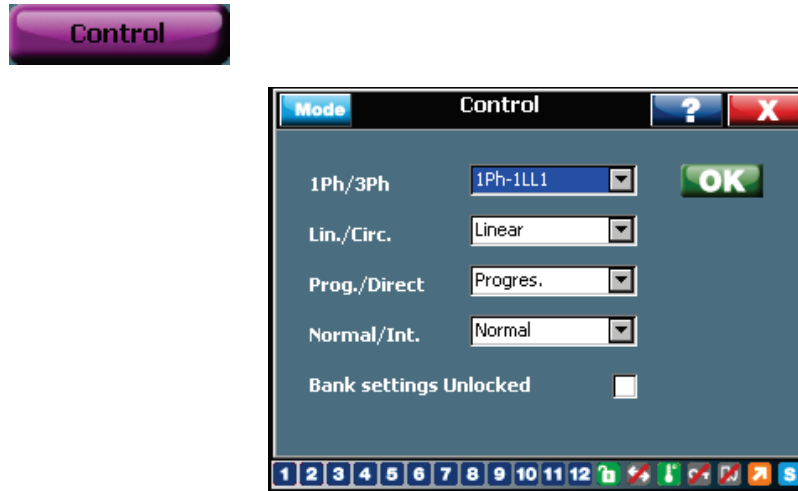 Control
Mode Control ? X
1Ph/3Ph 1Ph-1LL1 OK
Lin./Circ. Linear
Prog./Direct Progres.
Normal/Int. Normal
Bank settings Unlocked
1 2 3 4 5 6 7 8 9 10 11 12 S